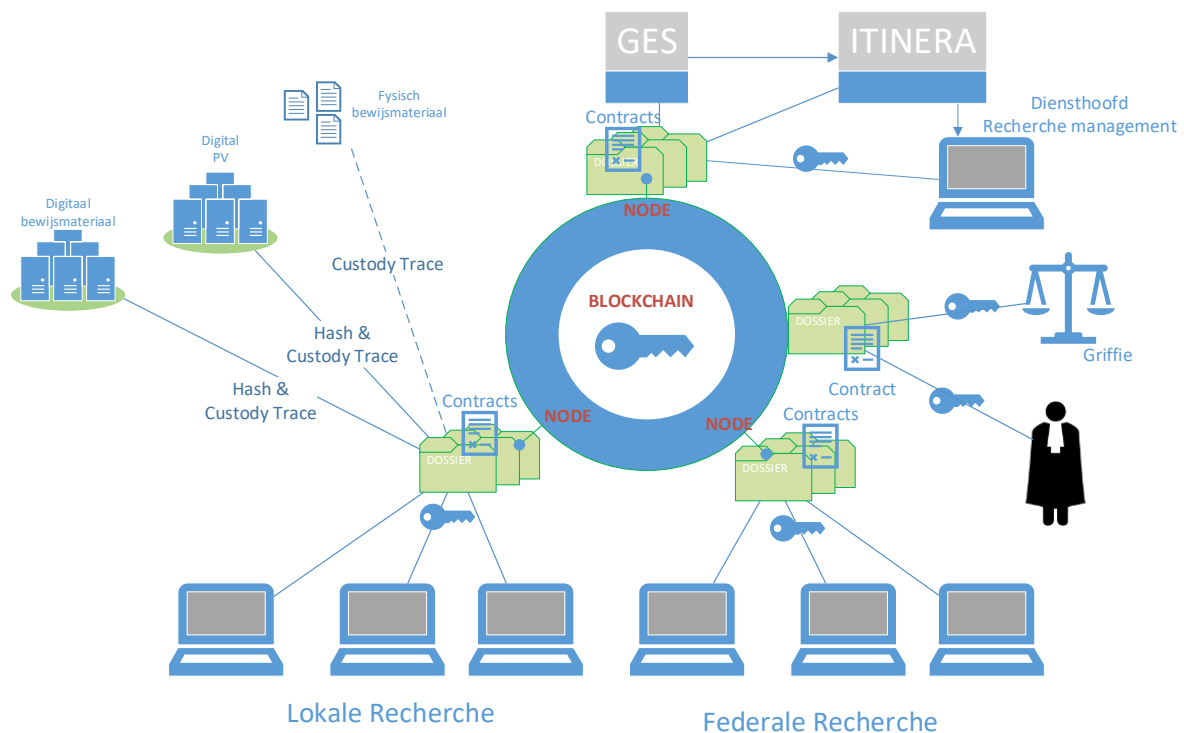 GES
ITINERA
Contracts
DOSSIER
Diensthoofd
Recherche management
Fysisch
bewijsmateriaal
Digital
PV
Digitaal
bewijsmateriaal
NODE
Custody Trace
BLOCKCHAIN
DOSSIER
Hash &
Custody Trace
Griffie
Hash &
Custody Trace
Contract
Contracts
NODE
DOSSIER
Contracts
NODE
DOSSIER
Lokale Recherche
Federale Recherche